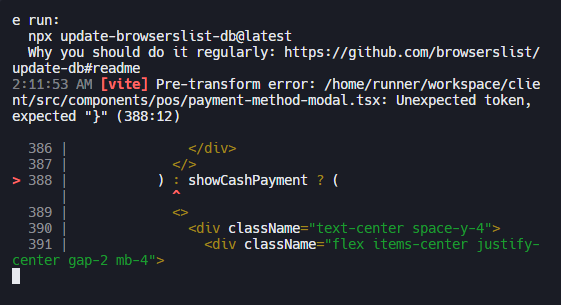 e run:
  npx update-browserslist-db@latest
  Why you should do it regularly: https://github.com/browserslist/
update-db#readme
2:11:53 AM [vite] Pre-transform error: /home/runner/workspace/clie
nt/src/components/pos/payment-method-modal.tsx: Unexpected token,
expected "}" (388:12)
  386 |               </div>
  387 |             </>
> 388 |           ) : showCashPayment ? (
      |             ^
  389 |             <>
  390 |               <div className="text-center space-y-4">
  391 |                 <div className="flex items-center justify-
center gap-2 mb-4">